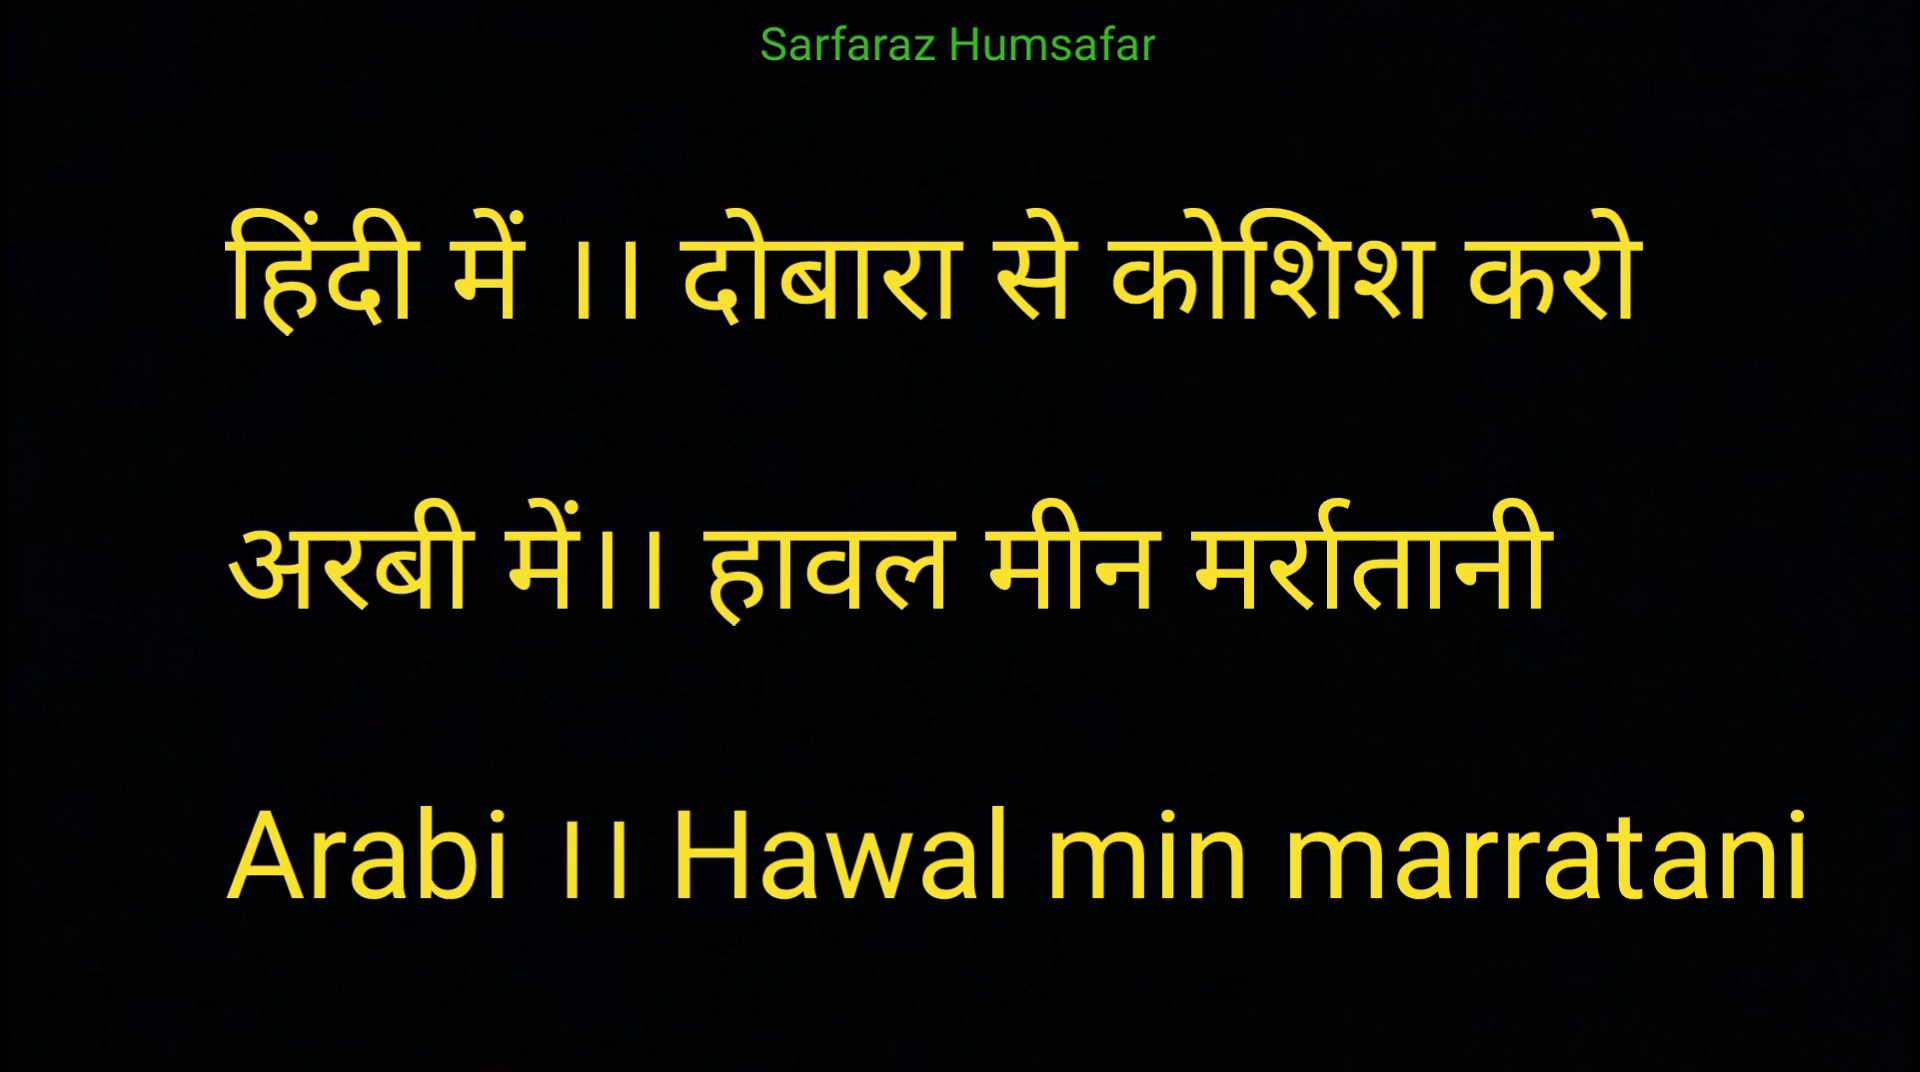 Sarfaraz Humsafar
हिंदी में ।। दोबारा से कोशिश करो
अरबी में।। हावल मीन मर्रातानी
Arabi ।। Hawal min marratani